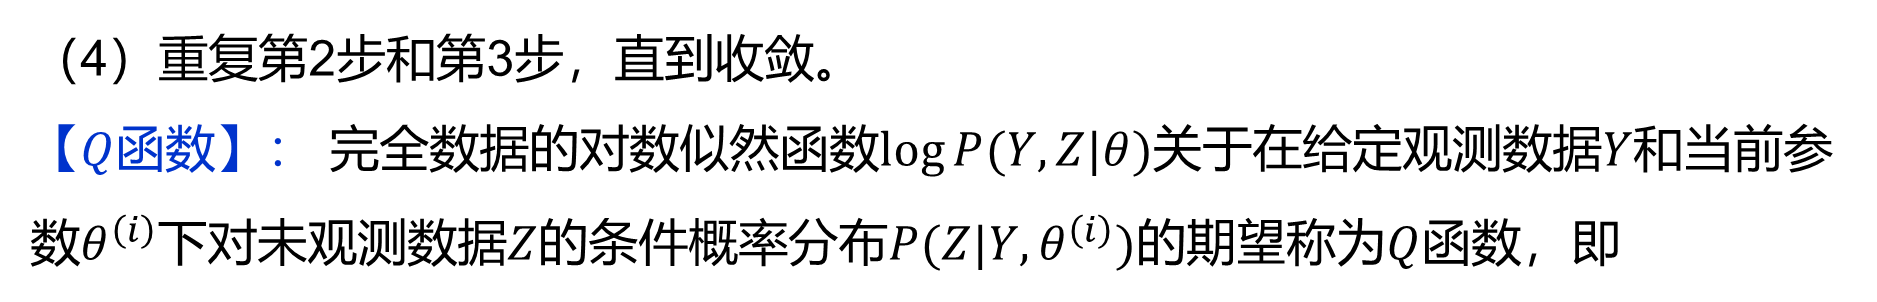 （4）重复第2步和第3步，直到收敛。
【Q函数】： 完全数据的对数似然函数log P(Y, Z|θ)关于在给定观测数据Y和当前参
数θ⁽ⁱ⁾下对未观测数据Z的条件概率分布P(Z|Y, θ⁽ⁱ⁾)的期望称为Q函数，即